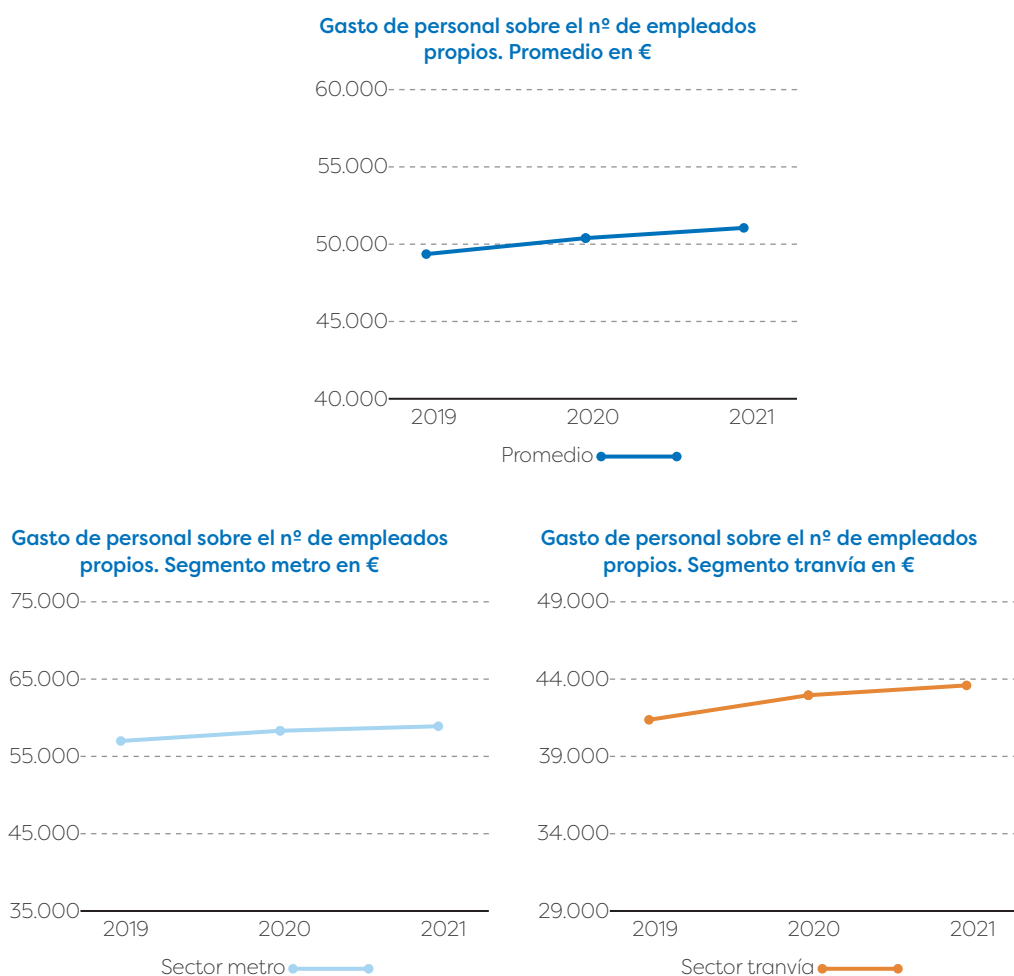 Gasto de personal sobre el nº de empleados
propios. Promedio en €
60.000
55.000
50.000
45.000
40.000
2019 2020 2021
Promedio
Gasto de personal sobre el nº de empleados
propios. Segmento metro en €
75.000
65.000
55.000
45.000
35.000
2019 2020 2021
Sector metro
Gasto de personal sobre el nº de empleados
propios. Segmento tranvía en €
49.000
44.000
39.000
34.000
29.000
2019 2020 2021
Sector tranvía